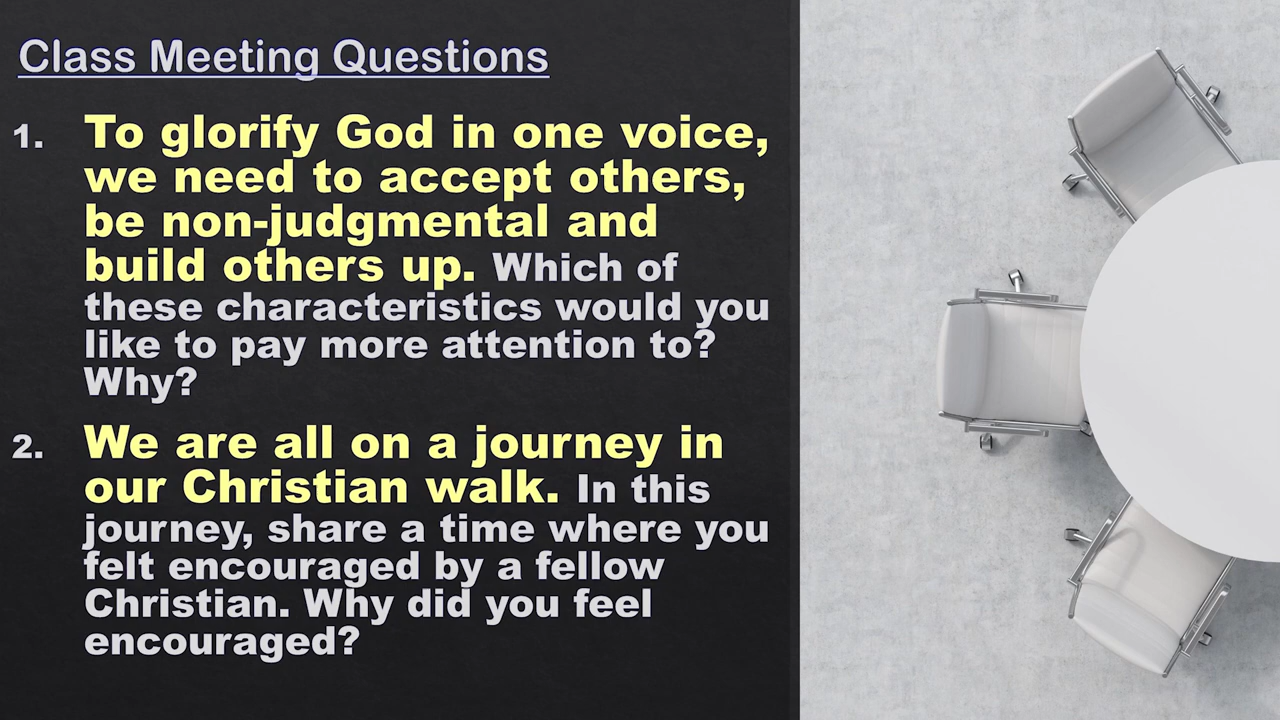 Class Meeting Questions
1. To glorify God in one voice,
we need to accept others,
be non-judgmental and
build others up. Which of
these characteristics would you
like to pay more attention to?
Why?
2. We are all on a journey in
our Christian walk. In this
journey, share a time where you
felt encouraged by a fellow
Christian. Why did you feel
encouraged?